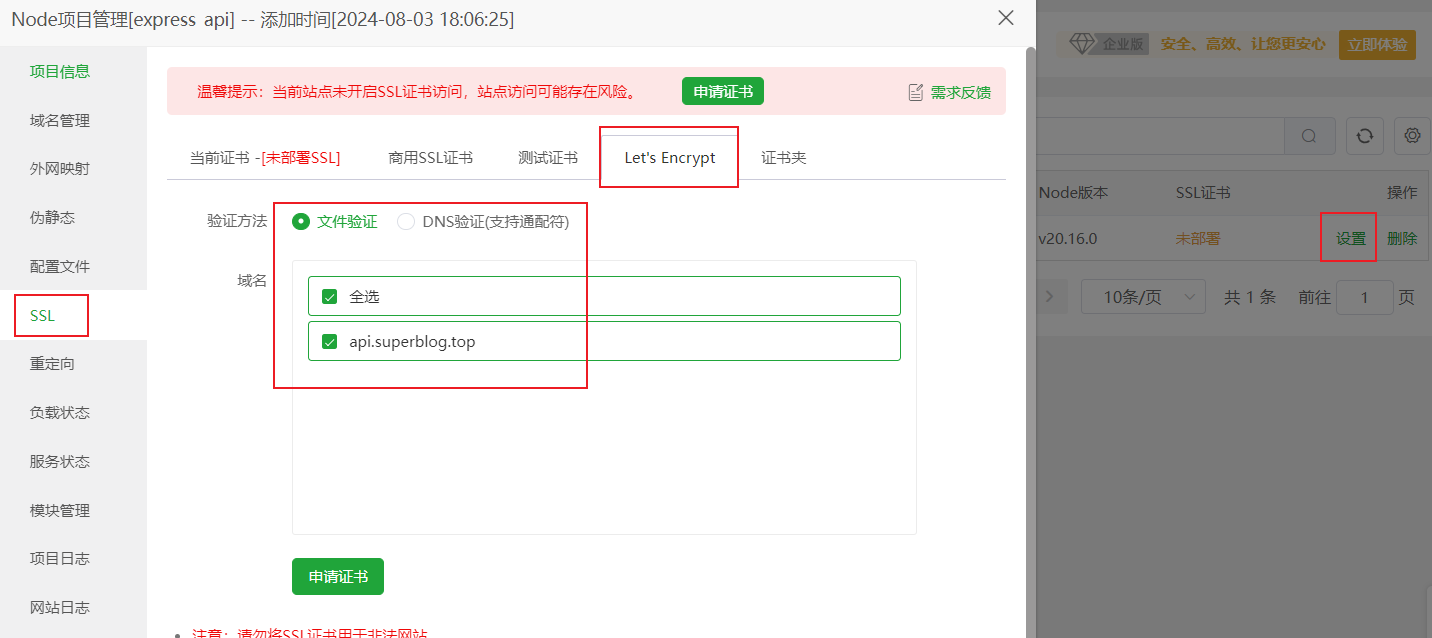 Node项目管理[express_api] -- 添加时间[2024-08-03 18:06:25]
企业版 安全、高效、让您更安心 立即体验
项目信息
域名管理
外网映射
伪静态
配置文件
SSL
重定向
负载状态
服务状态
模块管理
项目日志
网站日志
温馨提示：当前站点未开启SSL证书访问，站点访问可能存在风险。 申请证书 需求反馈
当前证书 -[未部署SSL] 商用SSL证书 测试证书 Let's Encrypt 证书夹
验证方法 文件验证 DNS验证(支持通配符)
域名 全选
api.superblog.top
申请证书
注意：请勿将SSL证书用于非法网站
Node版本 SSL证书 操作
v20.16.0 未部署 设置 删除
10条/页 共 1 条 前往 1 页